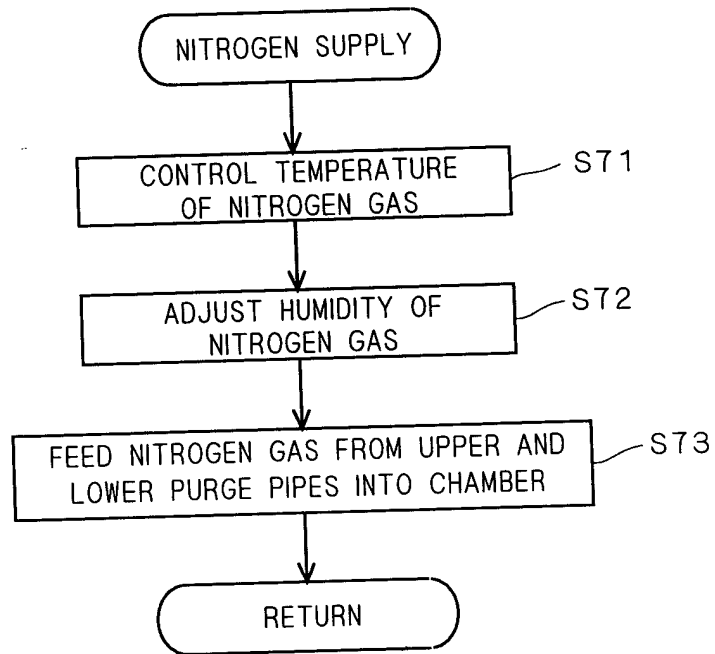 NITROGEN SUPPLY
CONTROL TEMPERATURE
OF NITROGEN GAS
S71
ADJUST HUMIDITY OF
NITROGEN GAS
S72
FEED NITROGEN GAS FROM UPPER AND
LOWER PURGE PIPES INTO CHAMBER
S73
RETURN